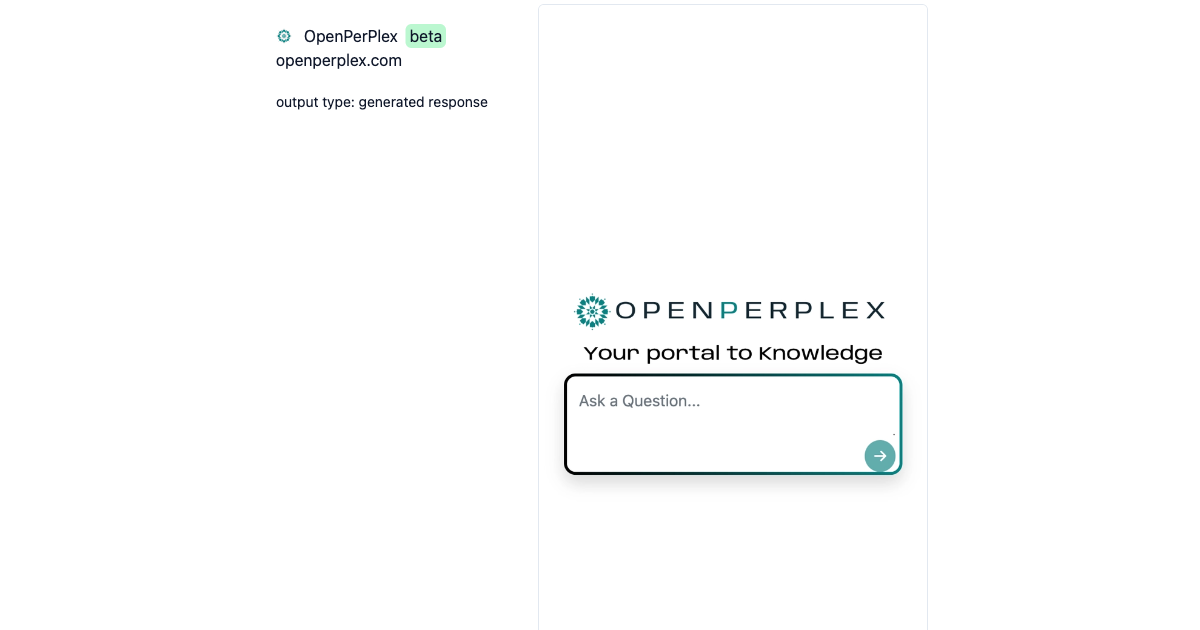 OpenPerPlex beta
openperplex.com
output type: generated response
OPENPERPLEX
Your portal to Knowledge
Ask a Question...